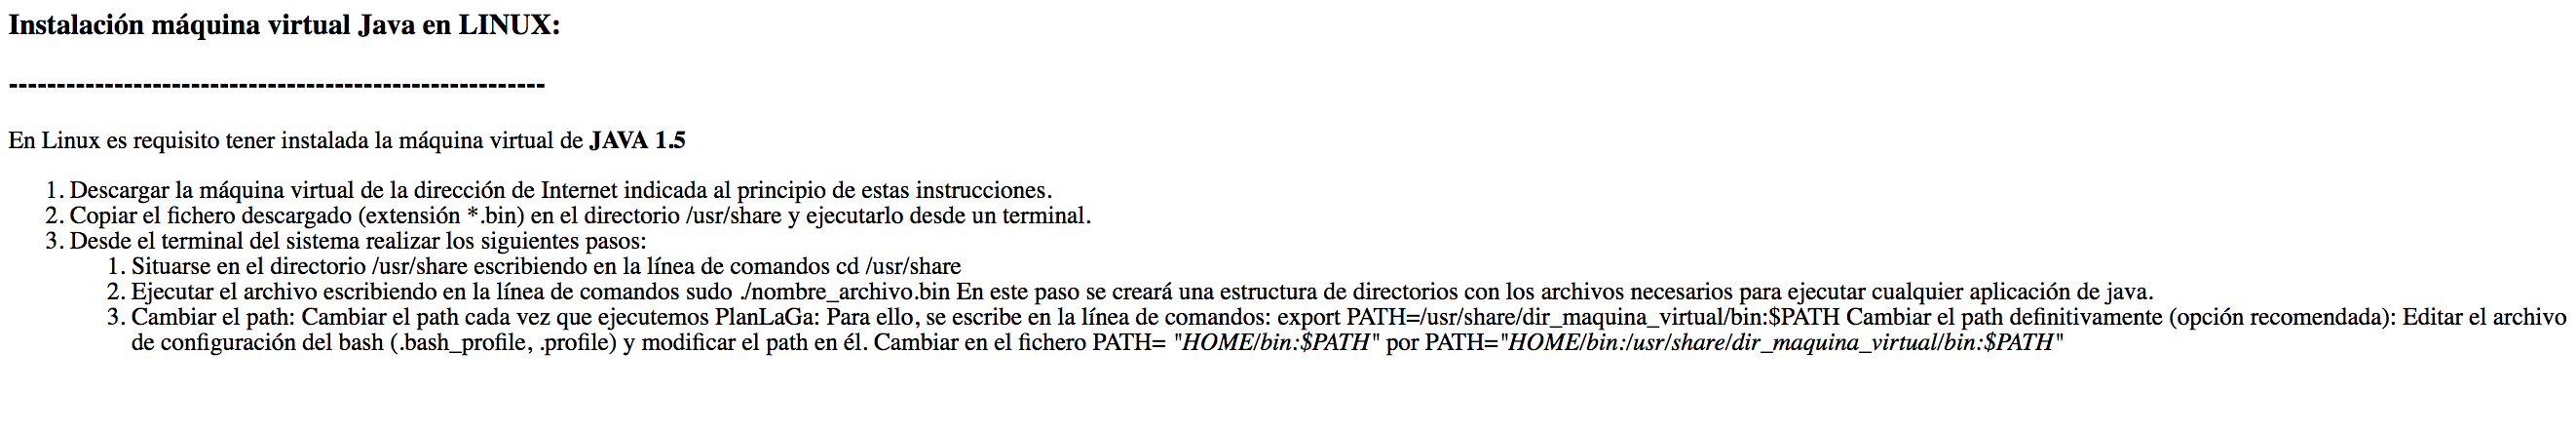 Instalación máquina virtual Java en LINUX:
--------------------------------------------------------
En Linux es requisito tener instalada la máquina virtual de JAVA 1.5
1. Descargar la máquina virtual de la dirección de Internet indicada al principio de estas instrucciones.
2. Copiar el fichero descargado (extensión *.bin) en el directorio /usr/share y ejecutarlo desde un terminal.
3. Desde el terminal del sistema realizar los siguientes pasos:
1. Situarse en el directorio /usr/share escribiendo en la línea de comandos cd /usr/share
2. Ejecutar el archivo escribiendo en la línea de comandos sudo ./nombre_archivo.bin En este paso se creará una estructura de directorios con los archivos necesarios para ejecutar cualquier aplicación de java.
3. Cambiar el path: Cambiar el path cada vez que ejecutemos PlanLaGa: Para ello, se escribe en la línea de comandos: export PATH=/usr/share/dir_maquina_virtual/bin:$PATH Cambiar el path definitivamente (opción recomendada): Editar el archivo
de configuración del bash (.bash_profile, .profile) y modificar el path en él. Cambiar en el fichero PATH= "HOME/bin:$PATH" por PATH="HOME/bin:/usr/share/dir_maquina_virtual/bin:$PATH"